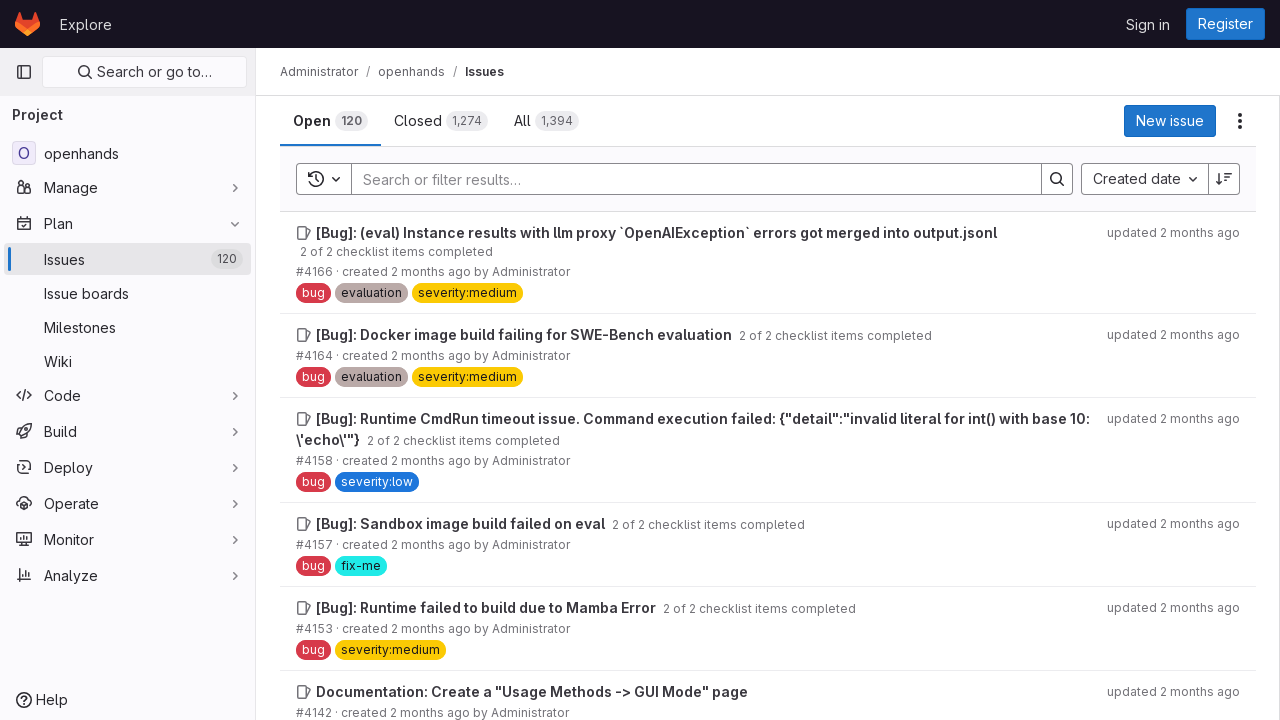 Explore
Sign in
Register
Search or go to…
Administrator / openhands / Issues
Project
O openhands
Manage
Plan
Issues 120
Issue boards
Milestones
Wiki
Code
Build
Deploy
Operate
Monitor
Analyze
Help
Open 120
Closed 1,274
All 1,394
New issue
Search or filter results…
Created date
[Bug]: (eval) Instance results with llm proxy `OpenAIException` errors got merged into output.jsonl
updated 2 months ago
2 of 2 checklist items completed
#4166 · created 2 months ago by Administrator
bug evaluation severity:medium
[Bug]: Docker image build failing for SWE-Bench evaluation 2 of 2 checklist items completed
updated 2 months ago
#4164 · created 2 months ago by Administrator
bug evaluation severity:medium
[Bug]: Runtime CmdRun timeout issue. Command execution failed: {"detail":"invalid literal for int() with base 10:
updated 2 months ago
\'echo\'"} 2 of 2 checklist items completed
#4158 · created 2 months ago by Administrator
bug severity:low
[Bug]: Sandbox image build failed on eval 2 of 2 checklist items completed
updated 2 months ago
#4157 · created 2 months ago by Administrator
bug fix-me
[Bug]: Runtime failed to build due to Mamba Error 2 of 2 checklist items completed
updated 2 months ago
#4153 · created 2 months ago by Administrator
bug severity:medium
Documentation: Create a "Usage Methods -> GUI Mode" page
updated 2 months ago
#4142 · created 2 months ago by Administrator